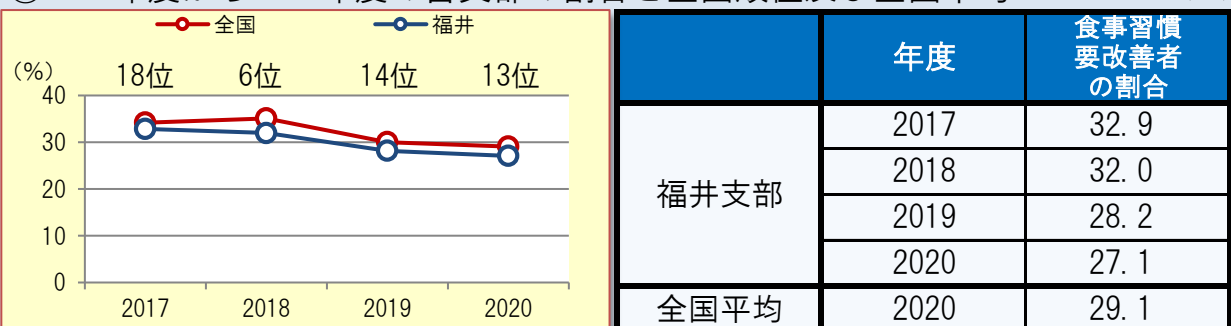 全国 福井
(%) 18位 6位 14位 13位
40
30
20
10
0
2017 2018 2019 2020
年度 食事習慣
要改善者
の割合
福井支部
2017 32.9
2018 32.0
2019 28.2
2020 27.1
全国平均 2020 29.1